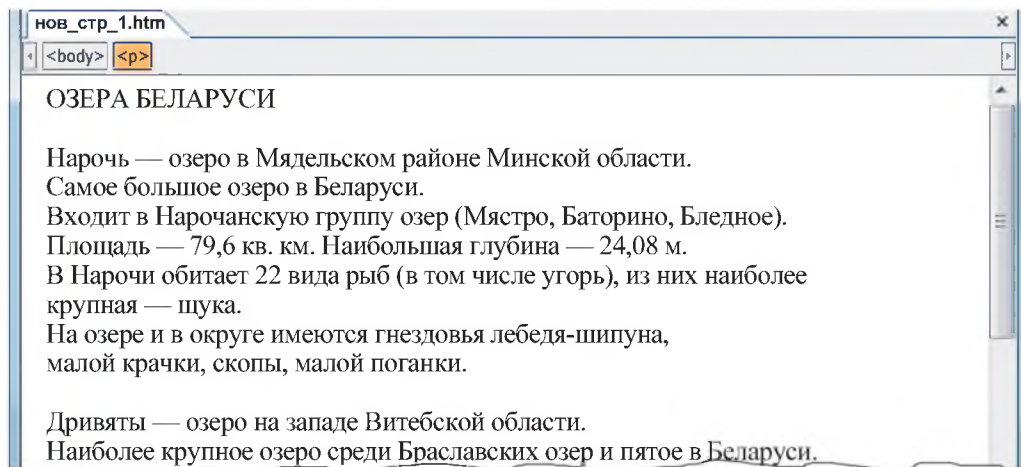 нов_стр_1.htm
<body> <p>
ОЗЕРА БЕЛАРУСИ
Нарочь — озеро в Мядельском районе Минской области.
Самое большое озеро в Беларуси.
Входит в Нарочанскую группу озер (Мястро, Баторино, Бледное).
Площадь — 79,6 кв. км. Наибольшая глубина — 24,08 м.
В Нарочи обитает 22 вида рыб (в том числе угорь), из них наиболее
крупная — щука.
На озере и в округе имеются гнездовья лебедя-шипуна,
малой крачки, скопы, малой поганки.
Дривяты — озеро на западе Витебской области.
Наиболее крупное озеро среди Браславских озер и пятое в Беларуси.